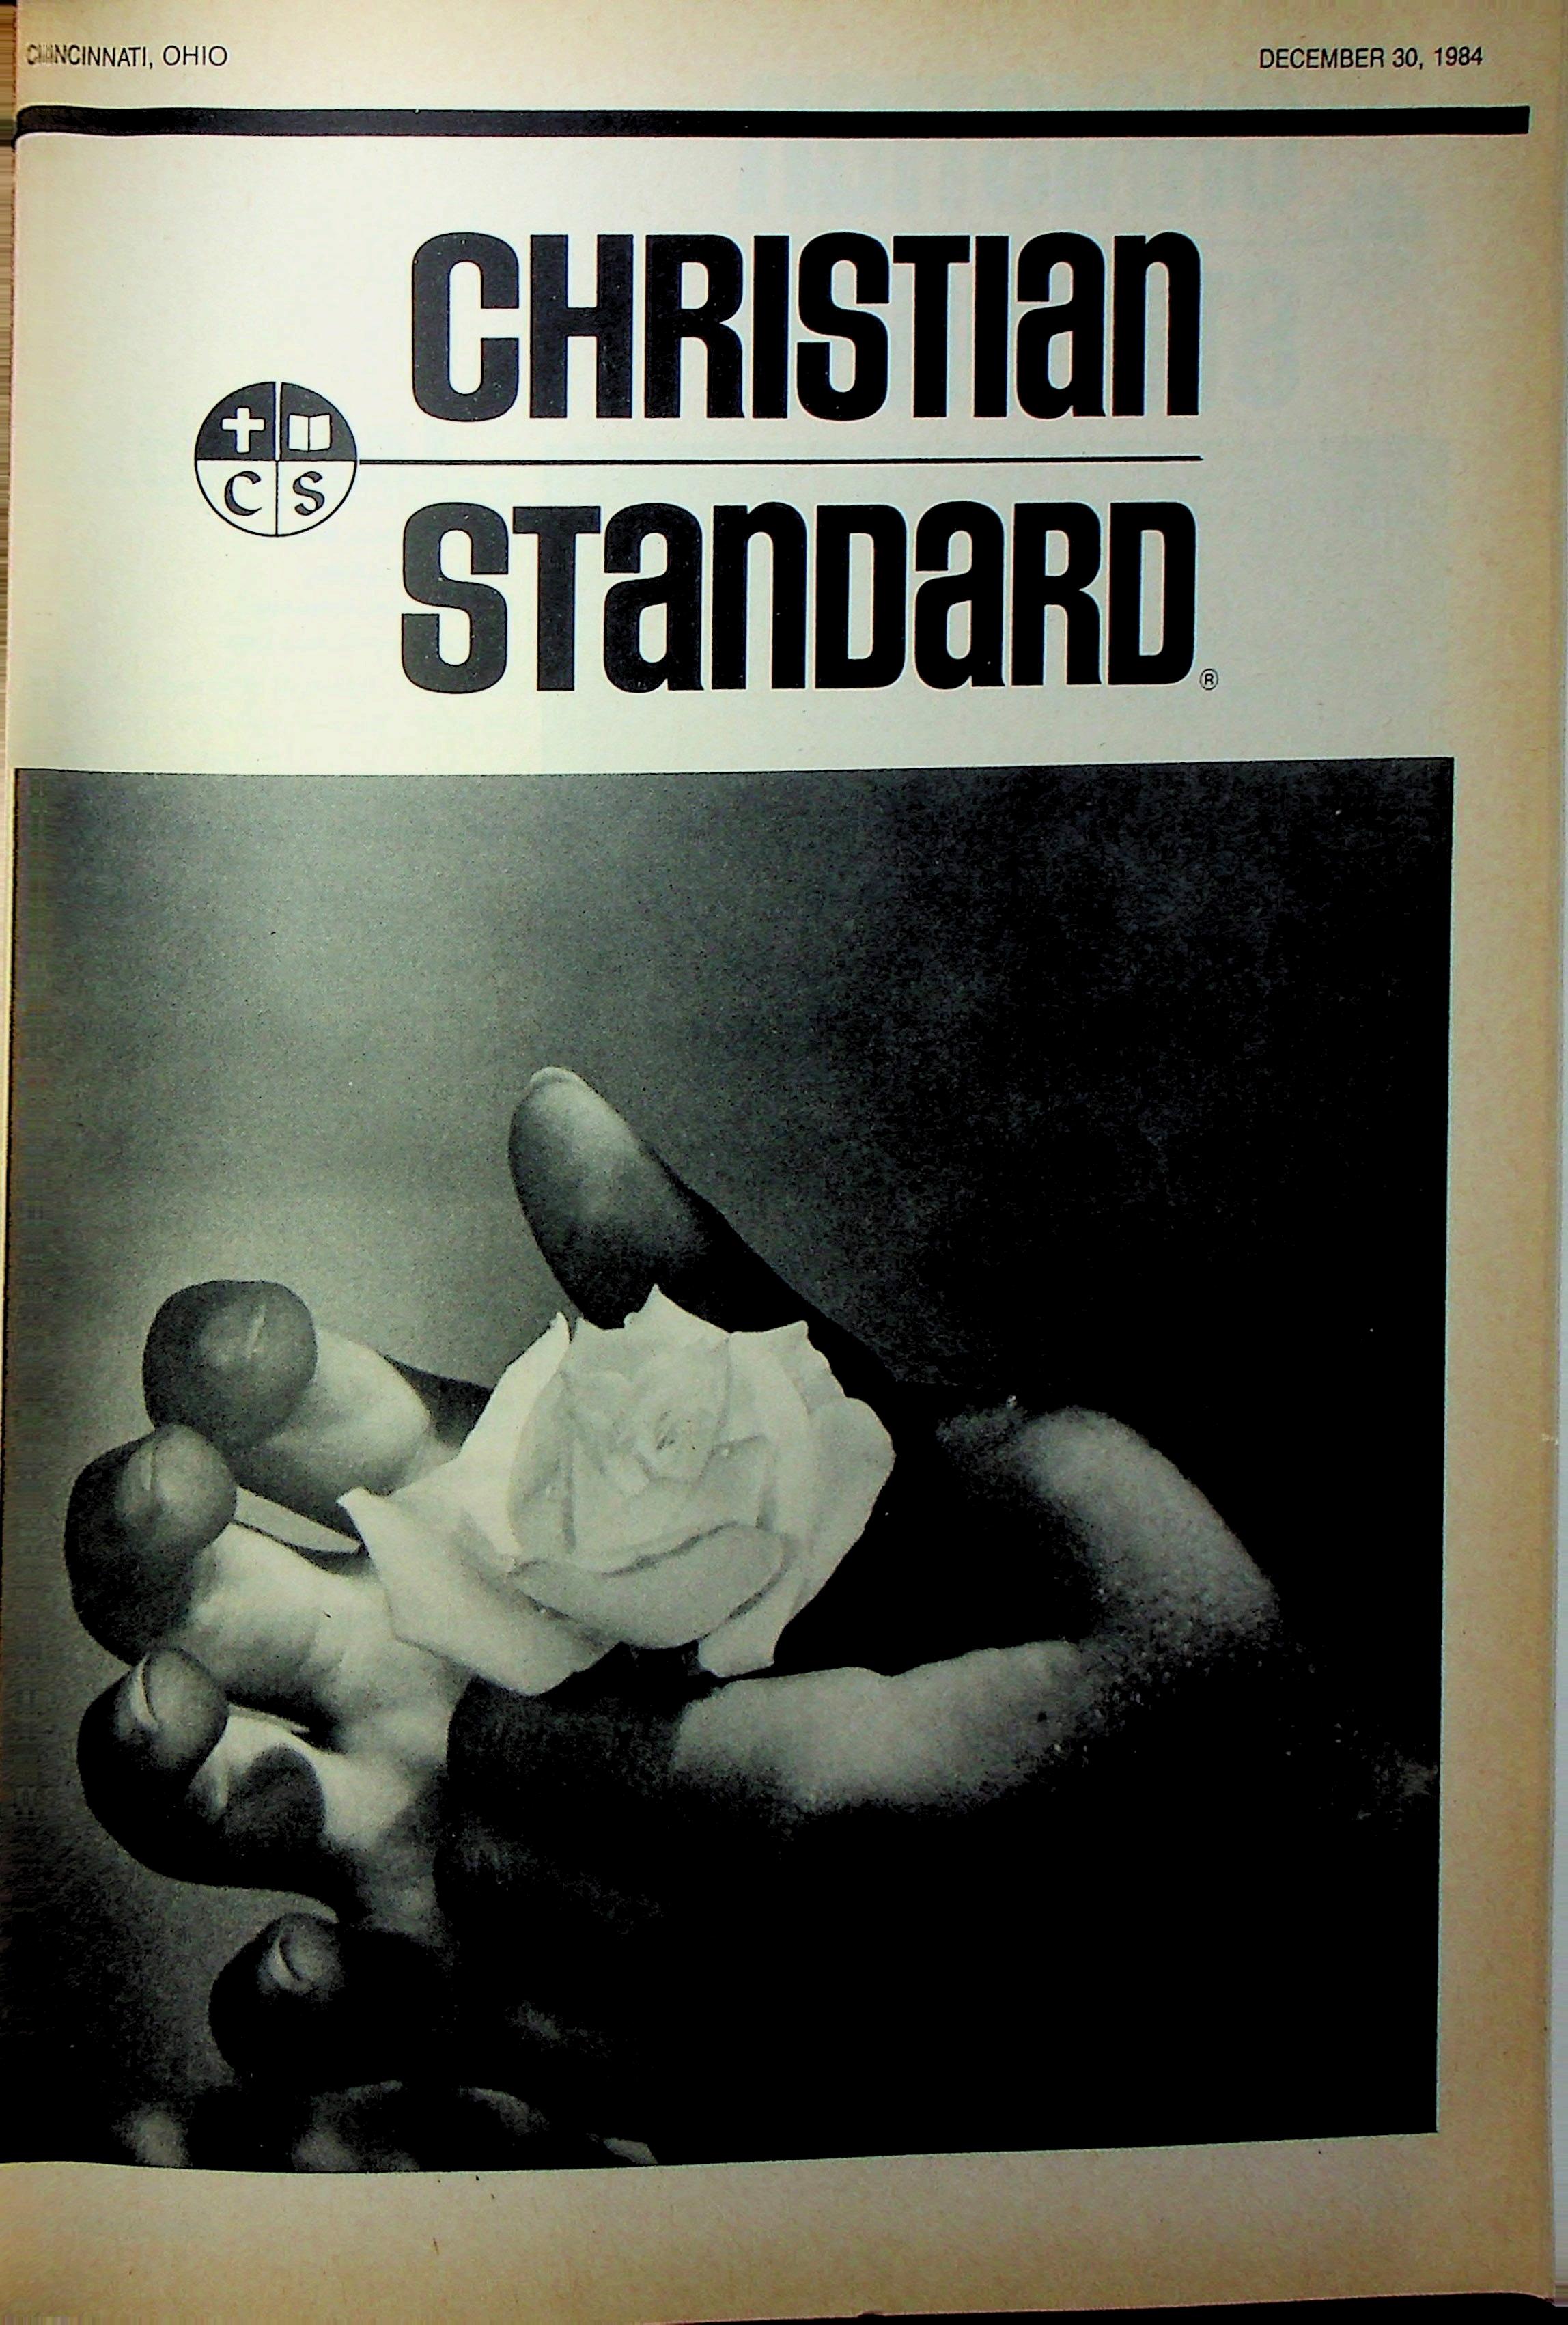 CINCINNATI, OHIO
DECEMBER 30, 1984
CHRISTIAN
C S
STANDARD®